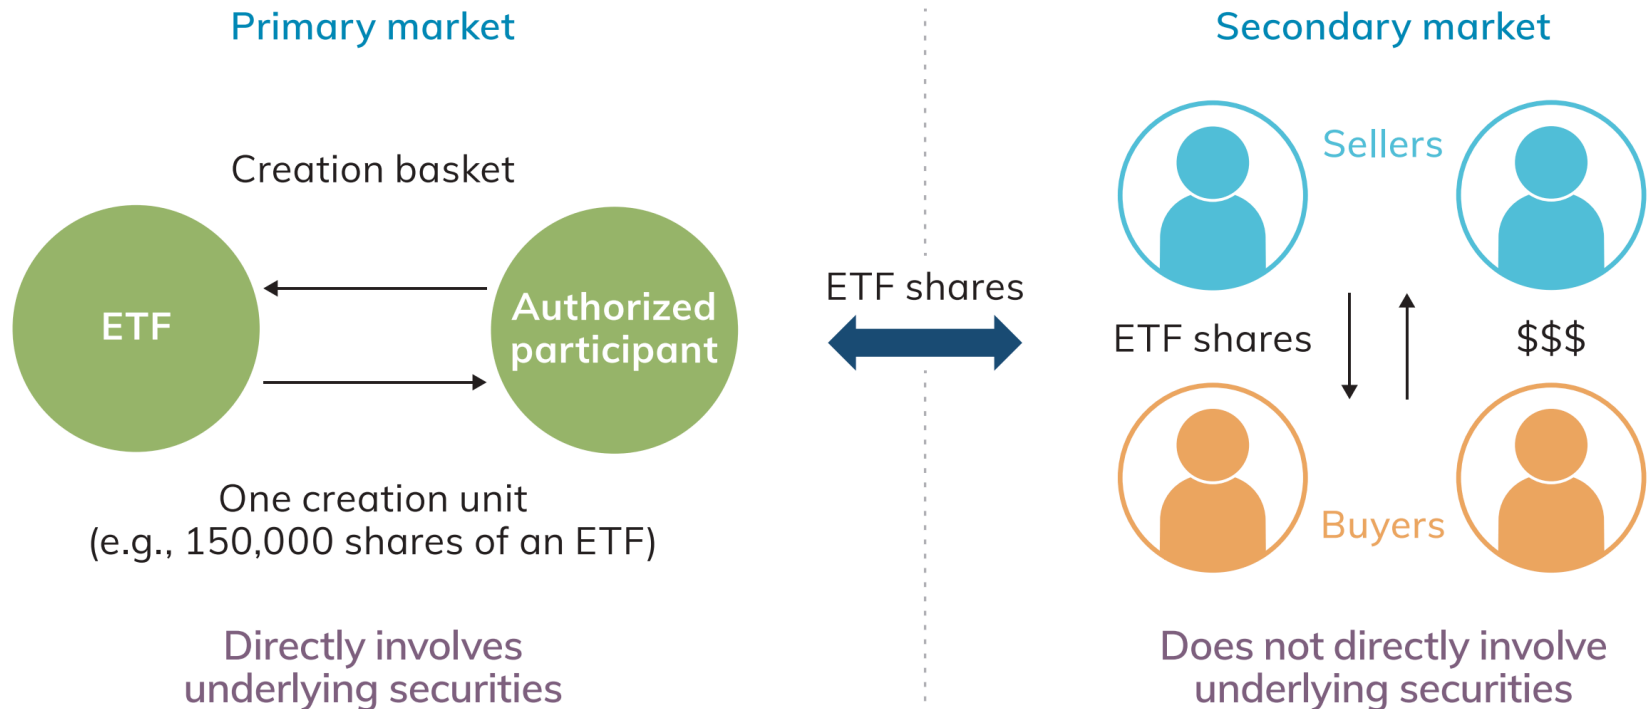 Primary market
Creation basket
ETF
Authorized
participant
One creation unit
(e.g., 150,000 shares of an ETF)
Directly involves
underlying securities
ETF shares
Secondary market
Sellers
ETF shares
$$$
Buyers
Does not directly involve
underlying securities